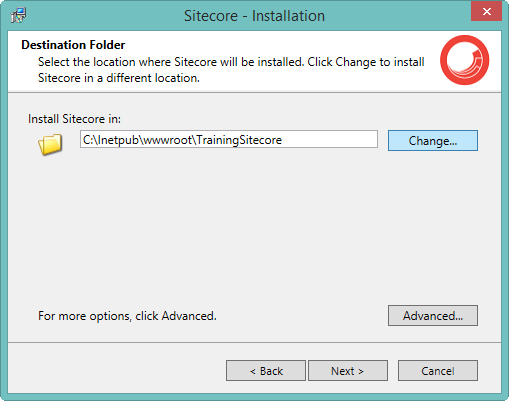 Sitecore - Installation
Destination Folder
Select the location where Sitecore will be installed. Click Change to install
Sitecore in a different location.
Install Sitecore in:
C:\Inetpub\wwwroot\TrainingSitecore
Change...
For more options, click Advanced.
Advanced...
< Back
Next >
Cancel